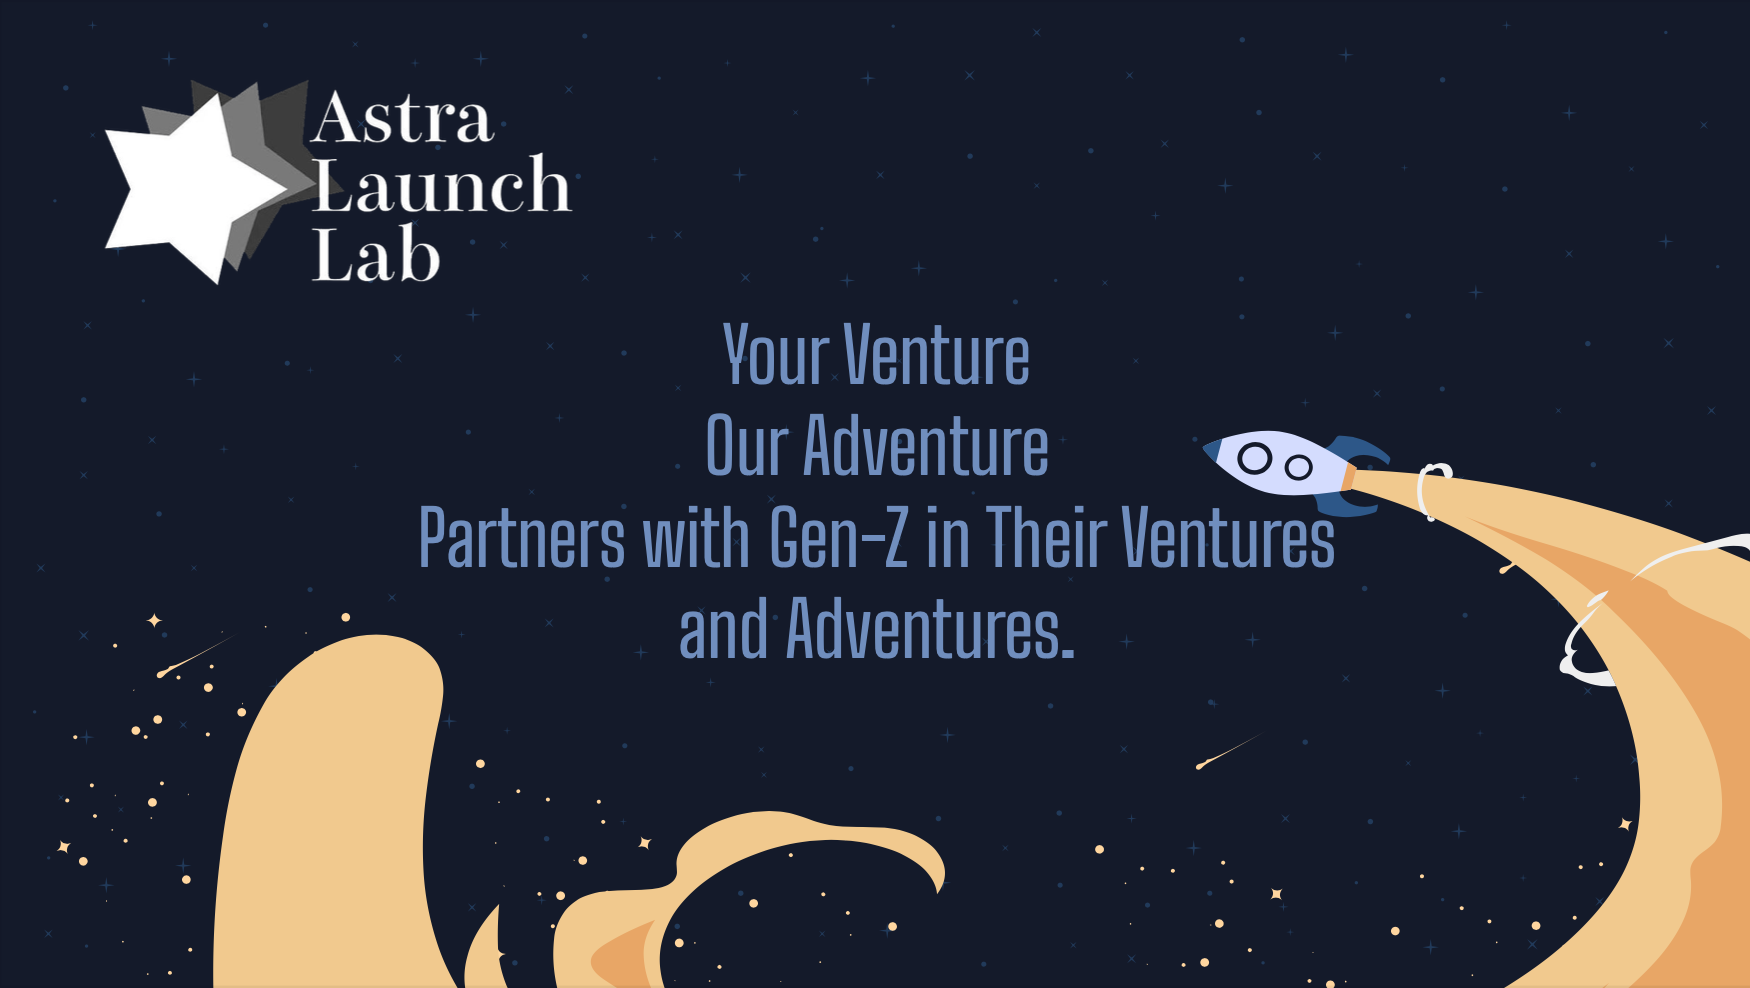 Astra
Launch
Lab
Your Venture
Our Adventure
Partners with Gen-Z in Their Ventures
and Adventures.